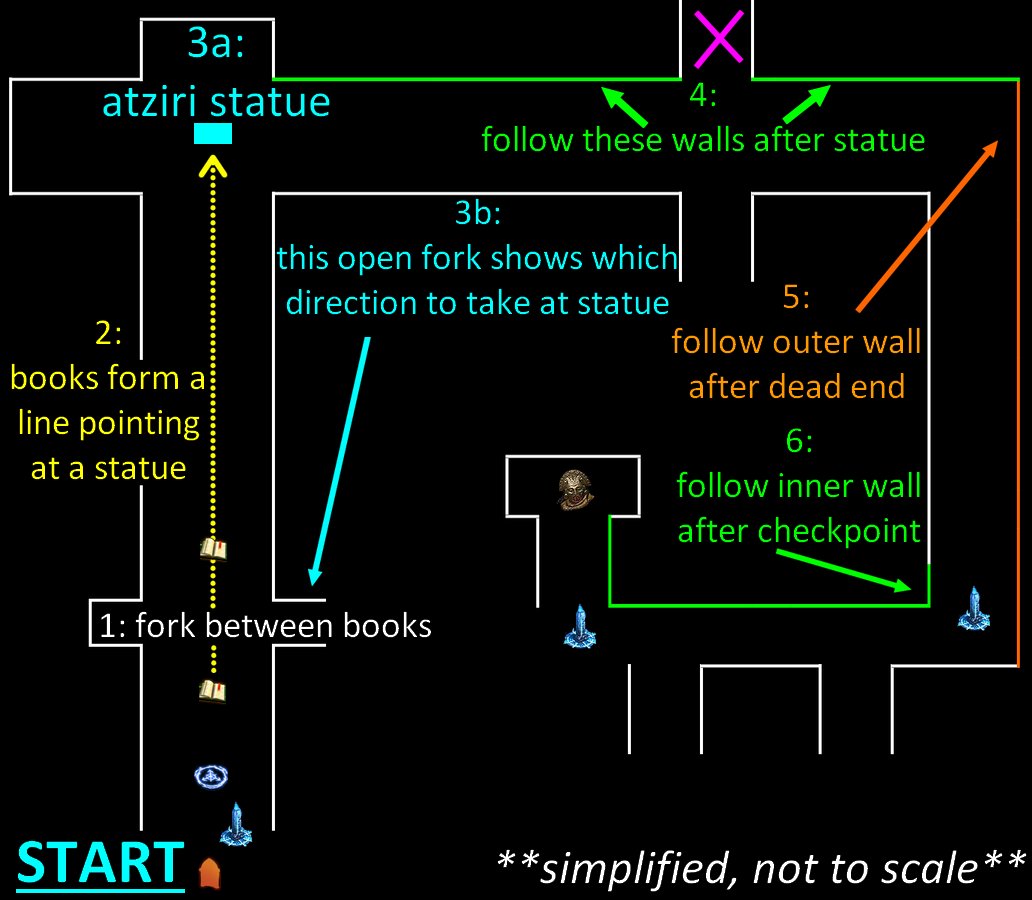 3a:
atziri statue
4:
follow these walls after statue
3b:
this open fork shows which
direction to take at statue
5:
follow outer wall
after dead end
2:
books form a
line pointing
at a statue
6:
follow inner wall
after checkpoint
1: fork between books
START
**simplified, not to scale**